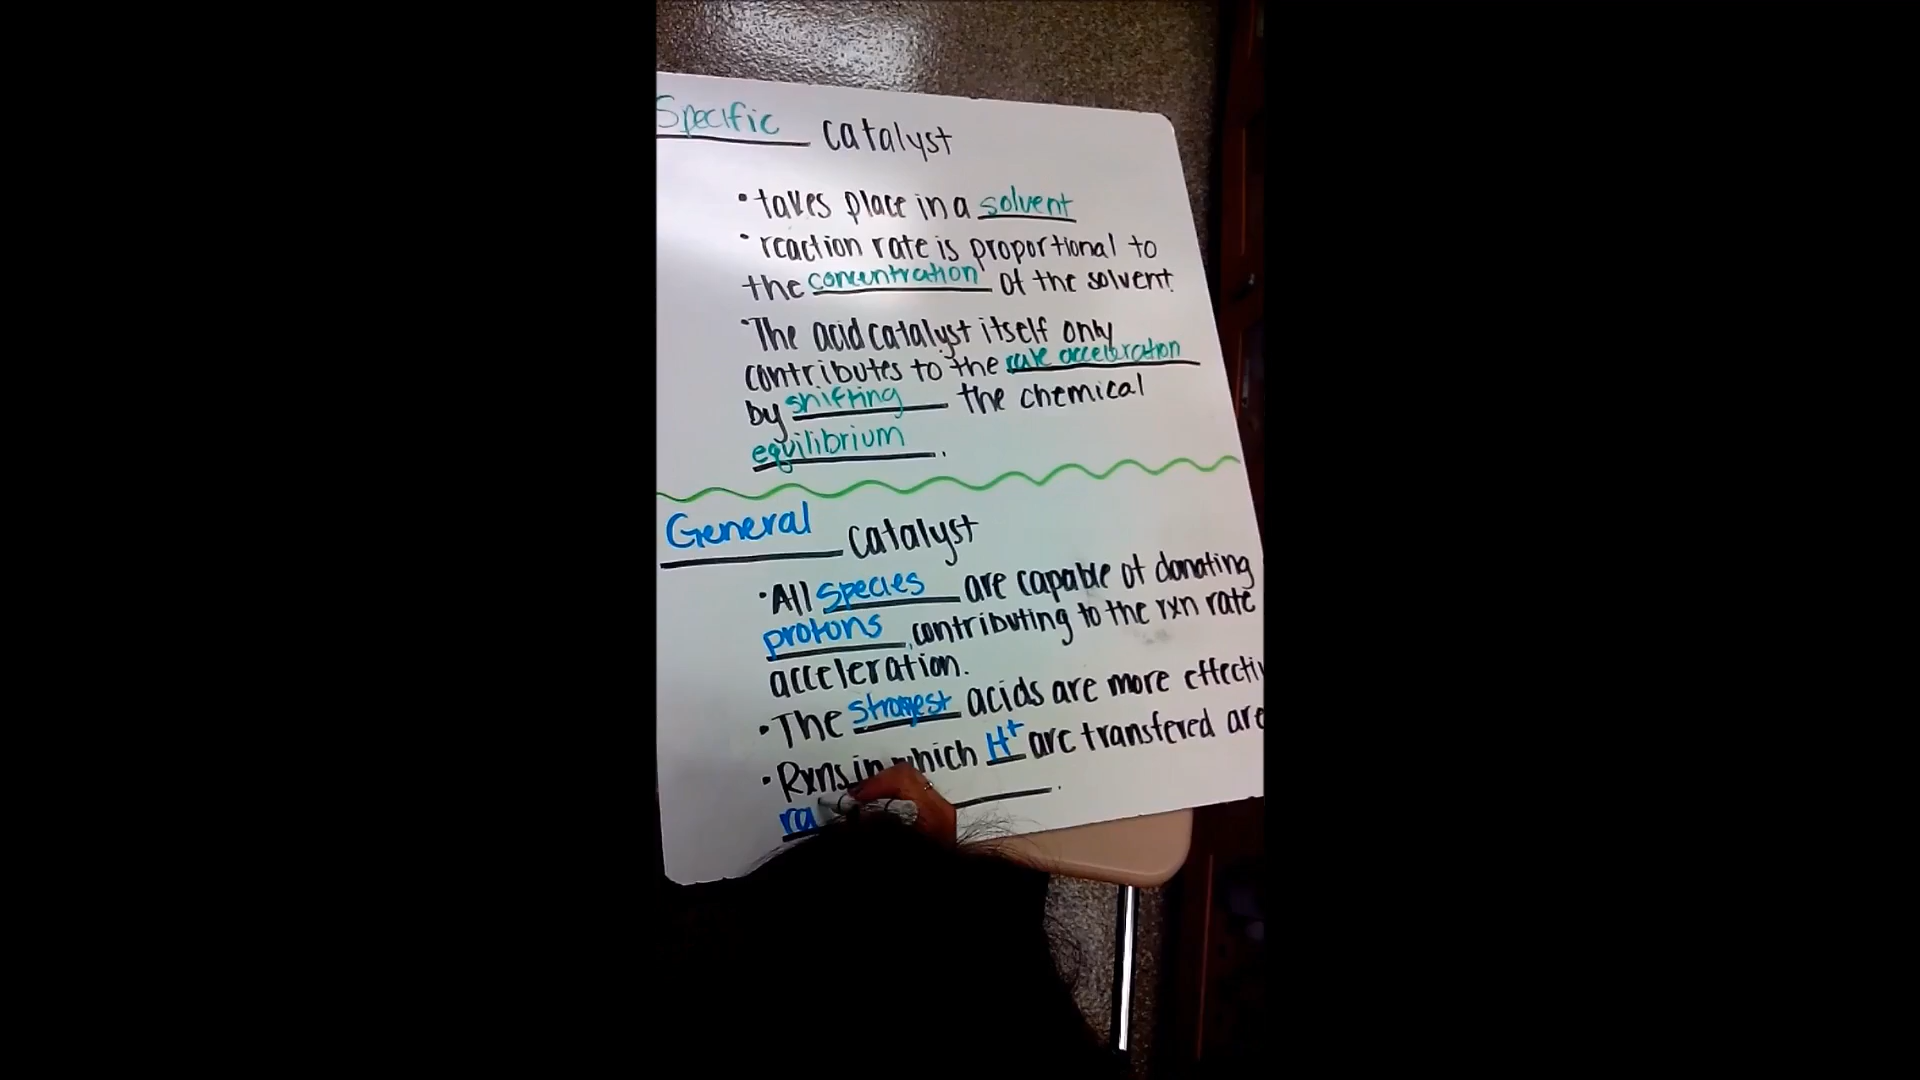 Specific catalyst
• takes place in a solvent
• reaction rate is proportional to
the concentration of the solvent.
• The acid catalyst itself only
contributes to the rate acceleration
by shifting the chemical
equilibrium.
General catalyst
• All species are capable of donating
protons, contributing to the rxn rate
acceleration.
• The strongest acids are more effecti
• Rxns in which H+ are transfered are
ra